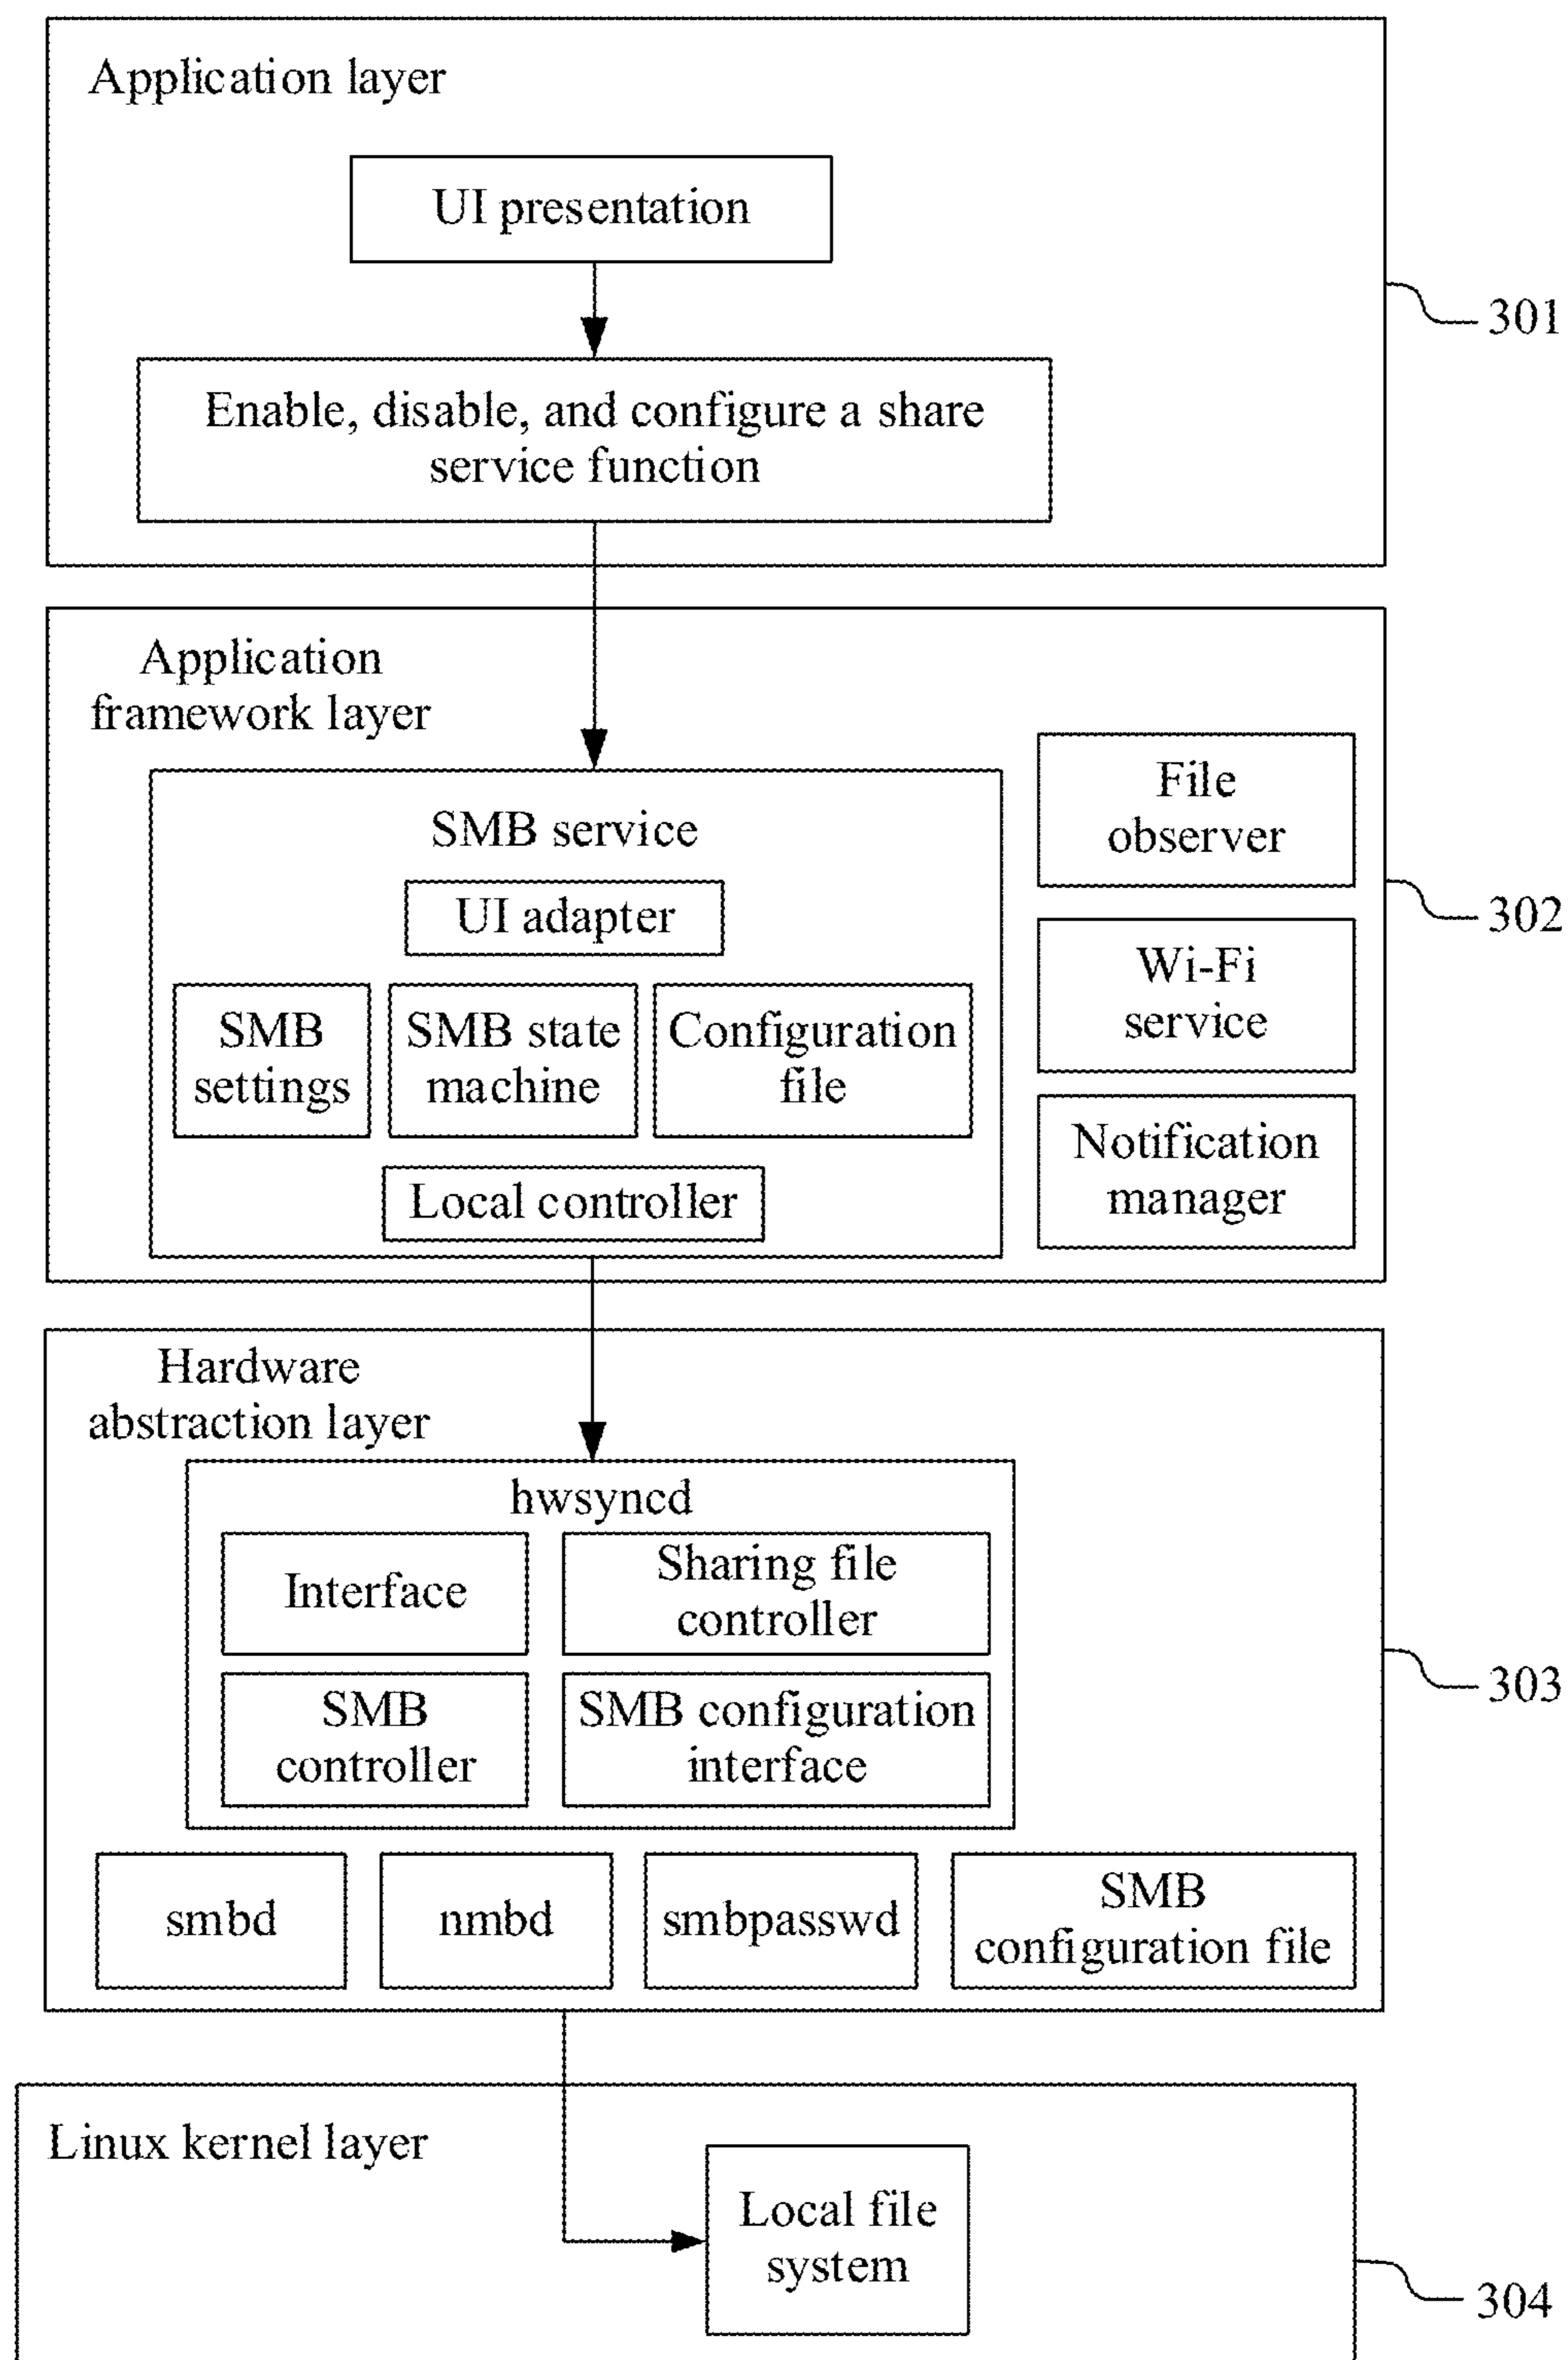 Application layer
UI presentation
Enable, disable, and configure a share
service function
301
Application
framework layer
SMB service
UI adapter
SMB
settings
SMB state
machine
Configuration
file
Local controller
File
observer
Wi-Fi
service
Notification
manager
302
Hardware
abstraction layer
hwsyncd
Interface
Sharing file
controller
SMB
controller
SMB configuration
interface
smbd
nmbd
smbpasswd
SMB
configuration file
303
Linux kernel layer
Local file
system
304